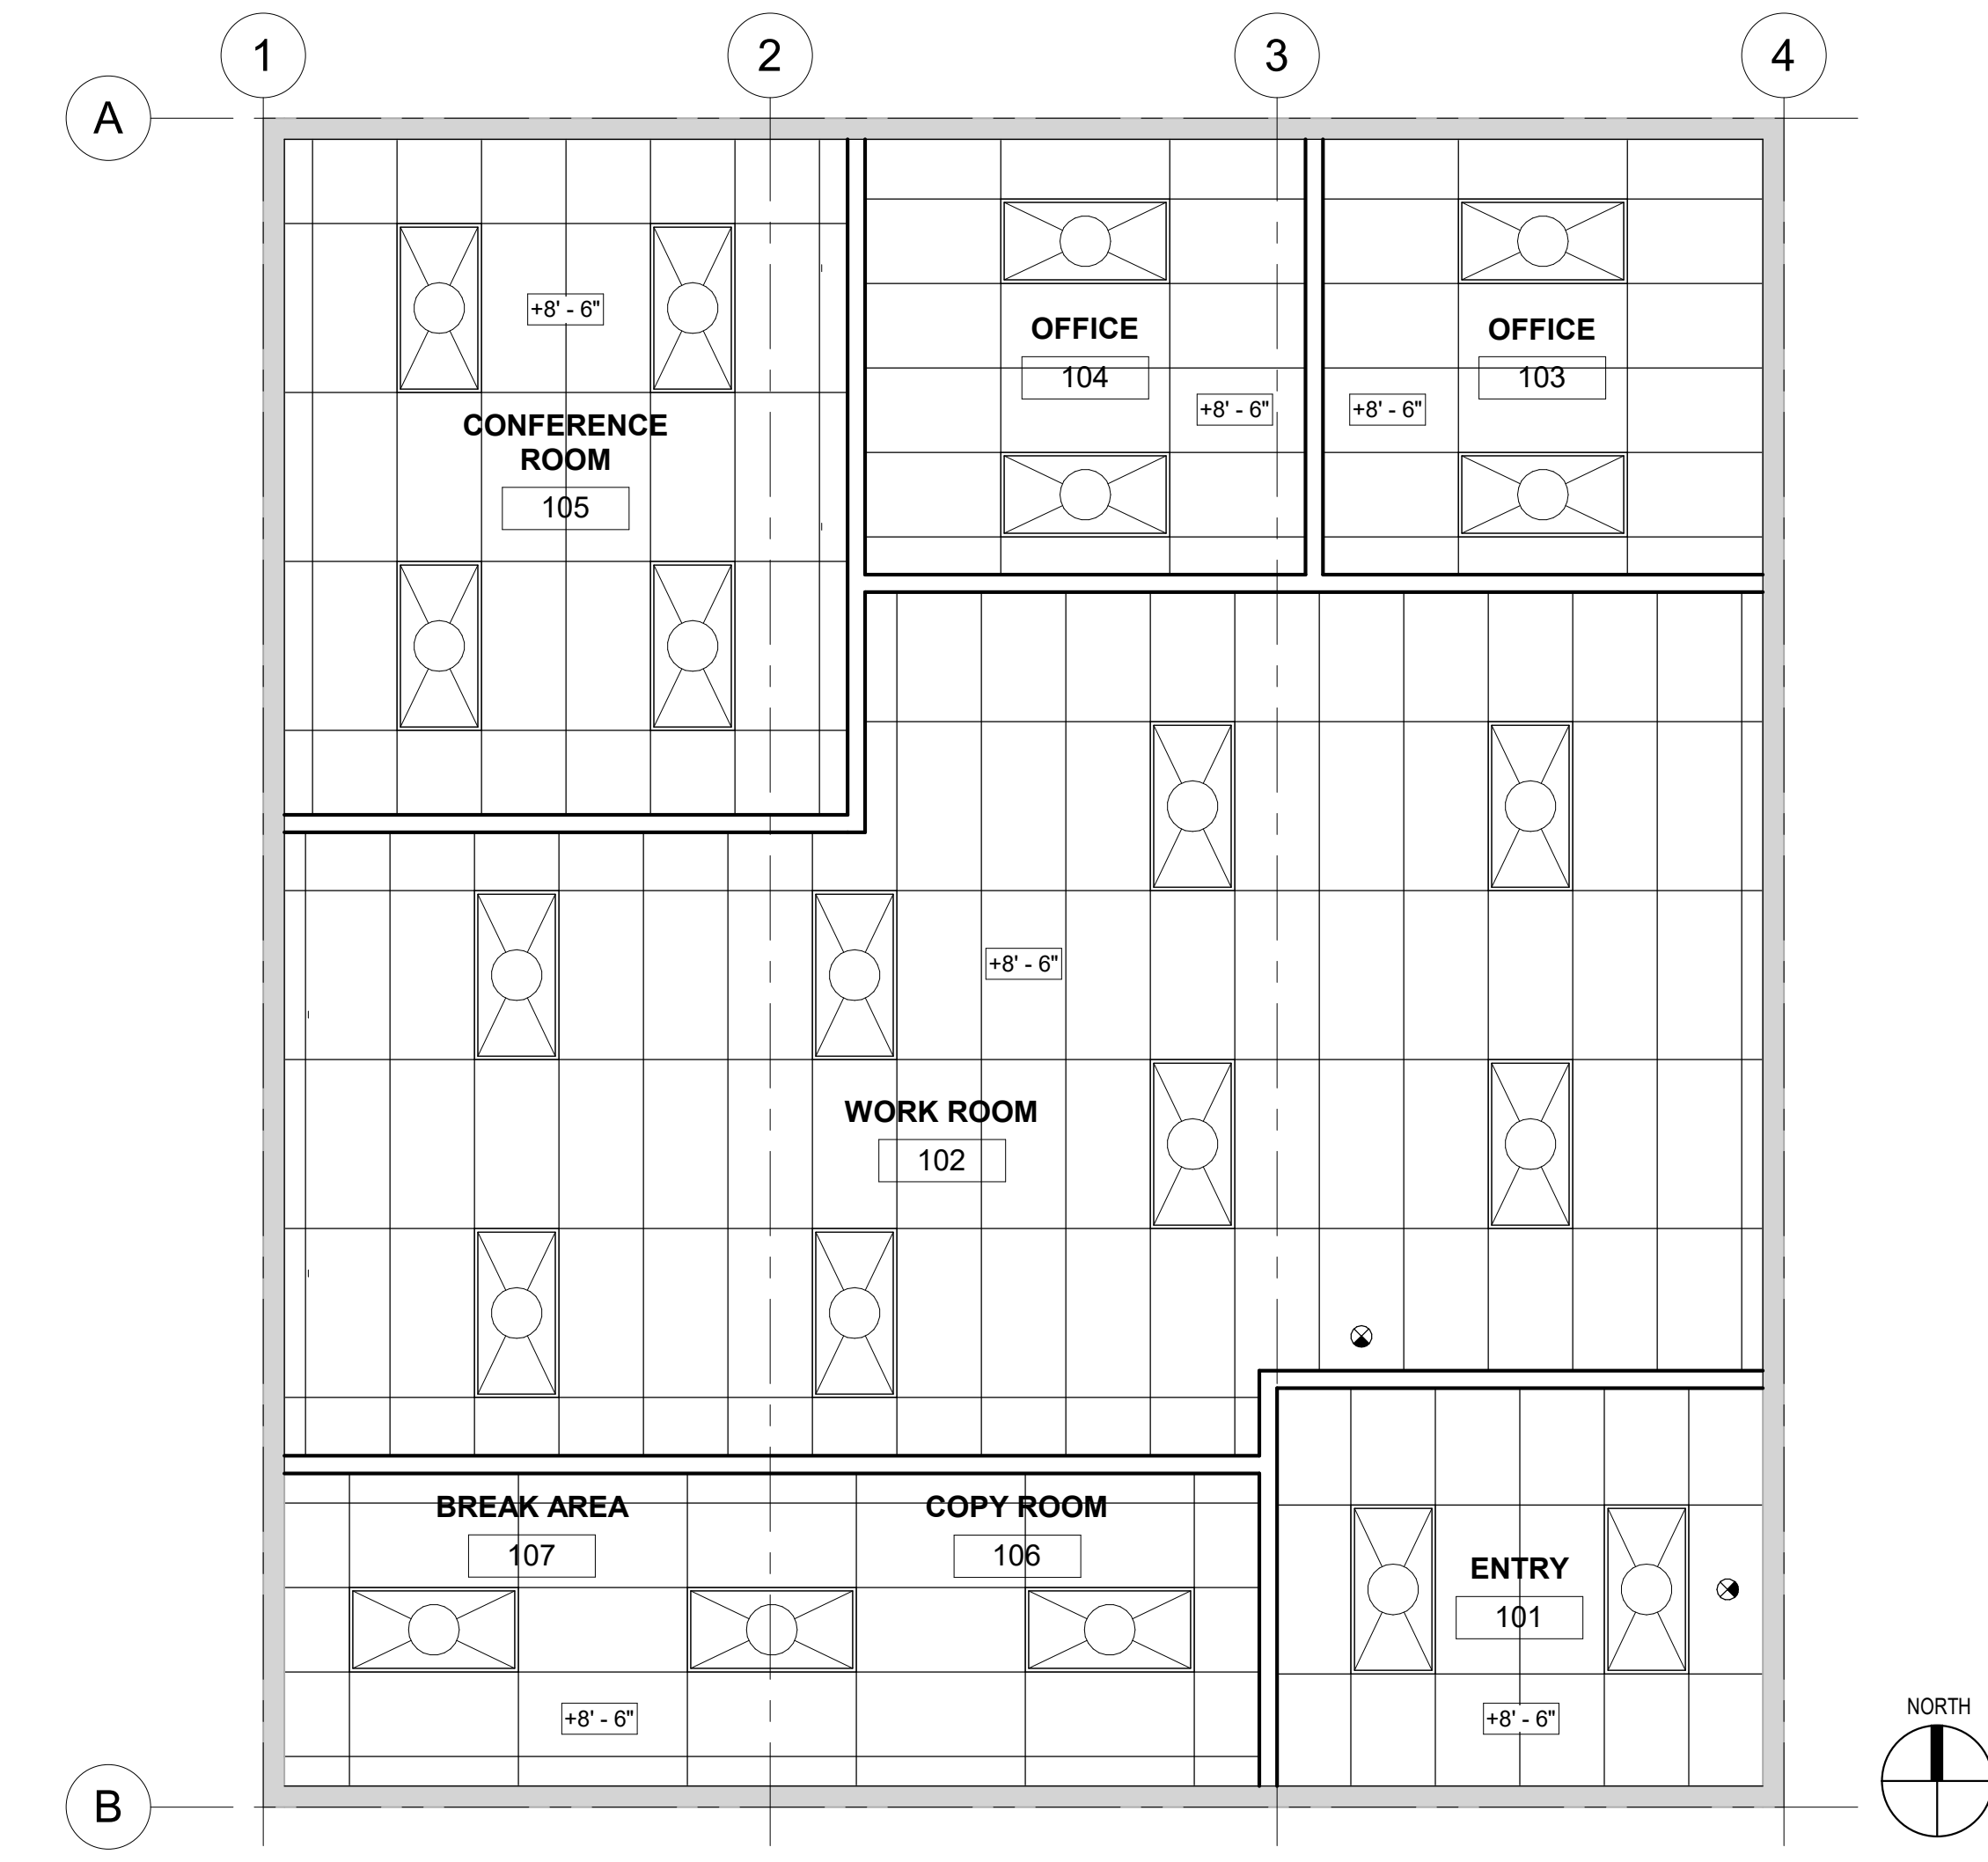 1
2
3
4
A
+8' - 6"
OFFICE
104
OFFICE
103
+8' - 6"
+8' - 6"
CONFERENCE
ROOM
105
+8' - 6"
WORK ROOM
102
BREAK AREA
107
COPY ROOM
106
ENTRY
101
+8' - 6"
+8' - 6"
NORTH
B